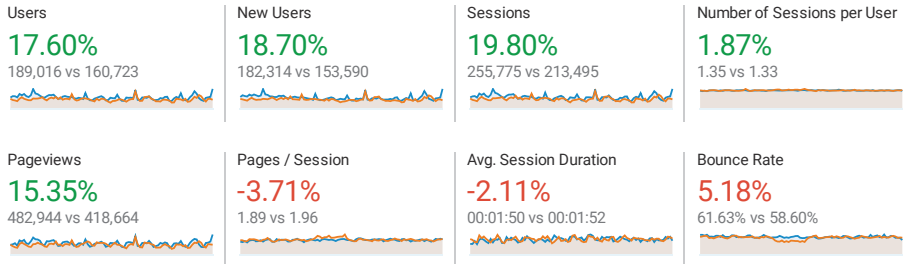 Users
17.60%
189,016 vs 160,723
New Users
18.70%
182,314 vs 153,590
Sessions
19.80%
255,775 vs 213,495
Number of Sessions per User
1.87%
1.35 vs 1.33
Pageviews
15.35%
482,944 vs 418,664
Pages / Session
-3.71%
1.89 vs 1.96
Avg. Session Duration
-2.11%
00:01:50 vs 00:01:52
Bounce Rate
5.18%
61.63% vs 58.60%